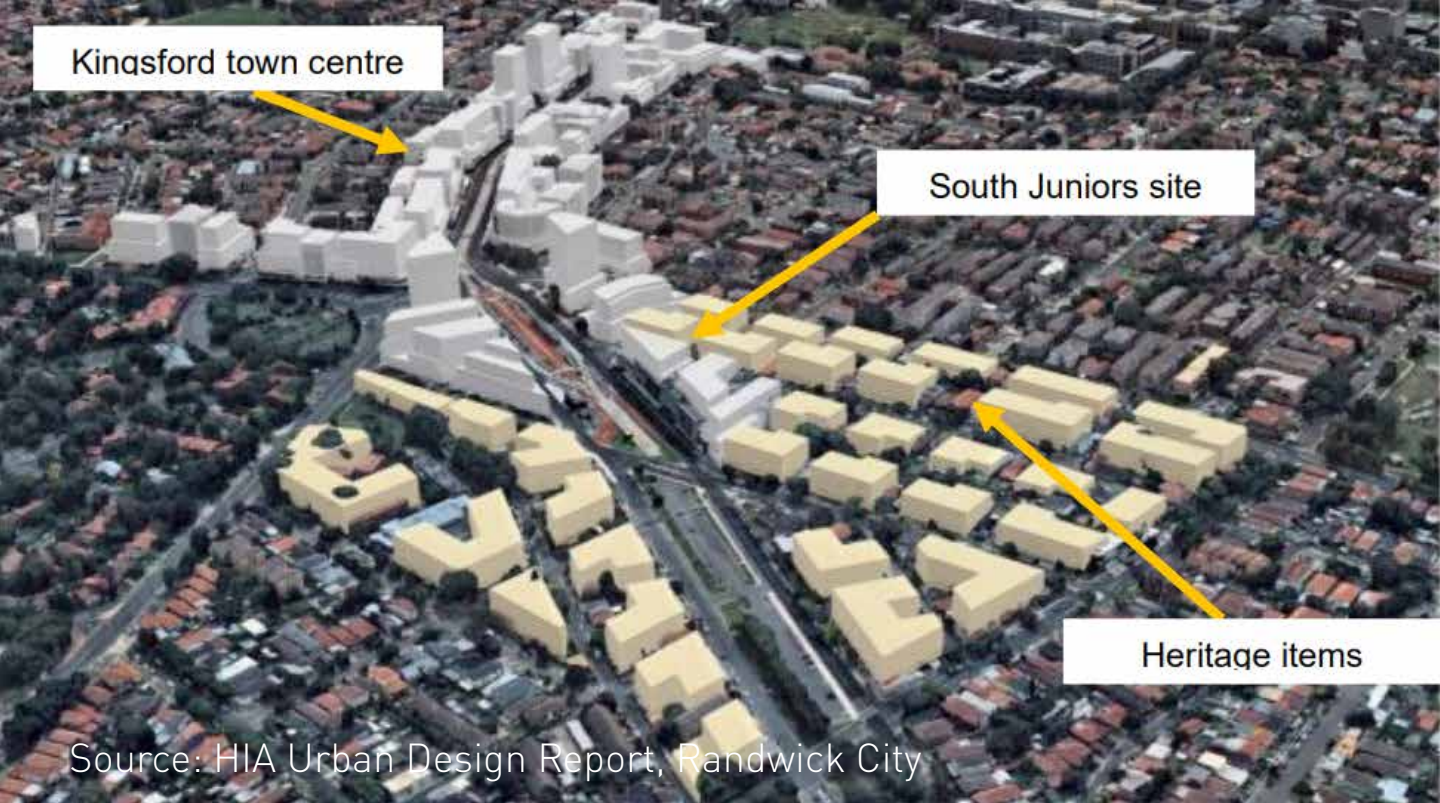 Kingsford town centre
South Juniors site
Heritage items
Source: HIA Urban Design Report, Randwick City